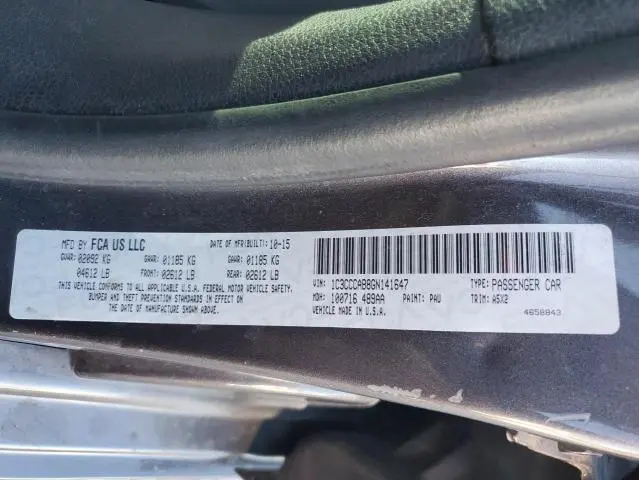 MFD BY FCA US LLC DATE OF MFR(BUILT): 10-15
GVWR: 02092 KG GAWR: 01185 KG GAWR: 01185 KG
04612 LB FRONT: 02612 LB REAR: 02612 LB
THIS VEHICLE CONFORMS TO ALL APPLICABLE U.S.A. FEDERAL MOTOR VEHICLE SAFETY,
BUMPER AND THEFT PREVENTION STANDARDS IN EFFECT ON
THE DATE OF MANUFACTURE SHOWN ABOVE.
VIN: 1C3CCCAB8GN141647 TYPE: PASSENGER CAR
MDH: 100716 489AA PAINT: PAU TRIM: A5X2
VEHICLE MADE IN U.S.A. 4658843